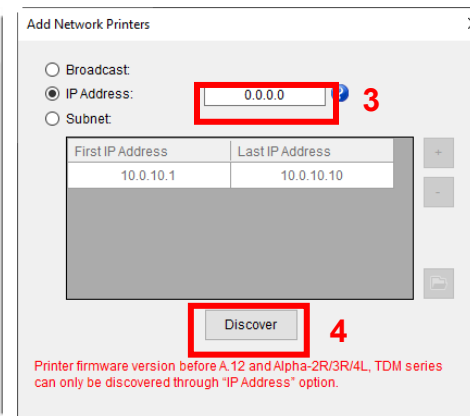 Add Network Printers
Broadcast:
IP Address: 0.0.0.0 ? 3
Subnet:
First IP Address Last IP Address
10.0.10.1 10.0.10.10
+
-
Discover 4
Printer firmware version before A.12 and Alpha-2R/3R/4L, TDM series
can only be discovered through "IP Address" option.